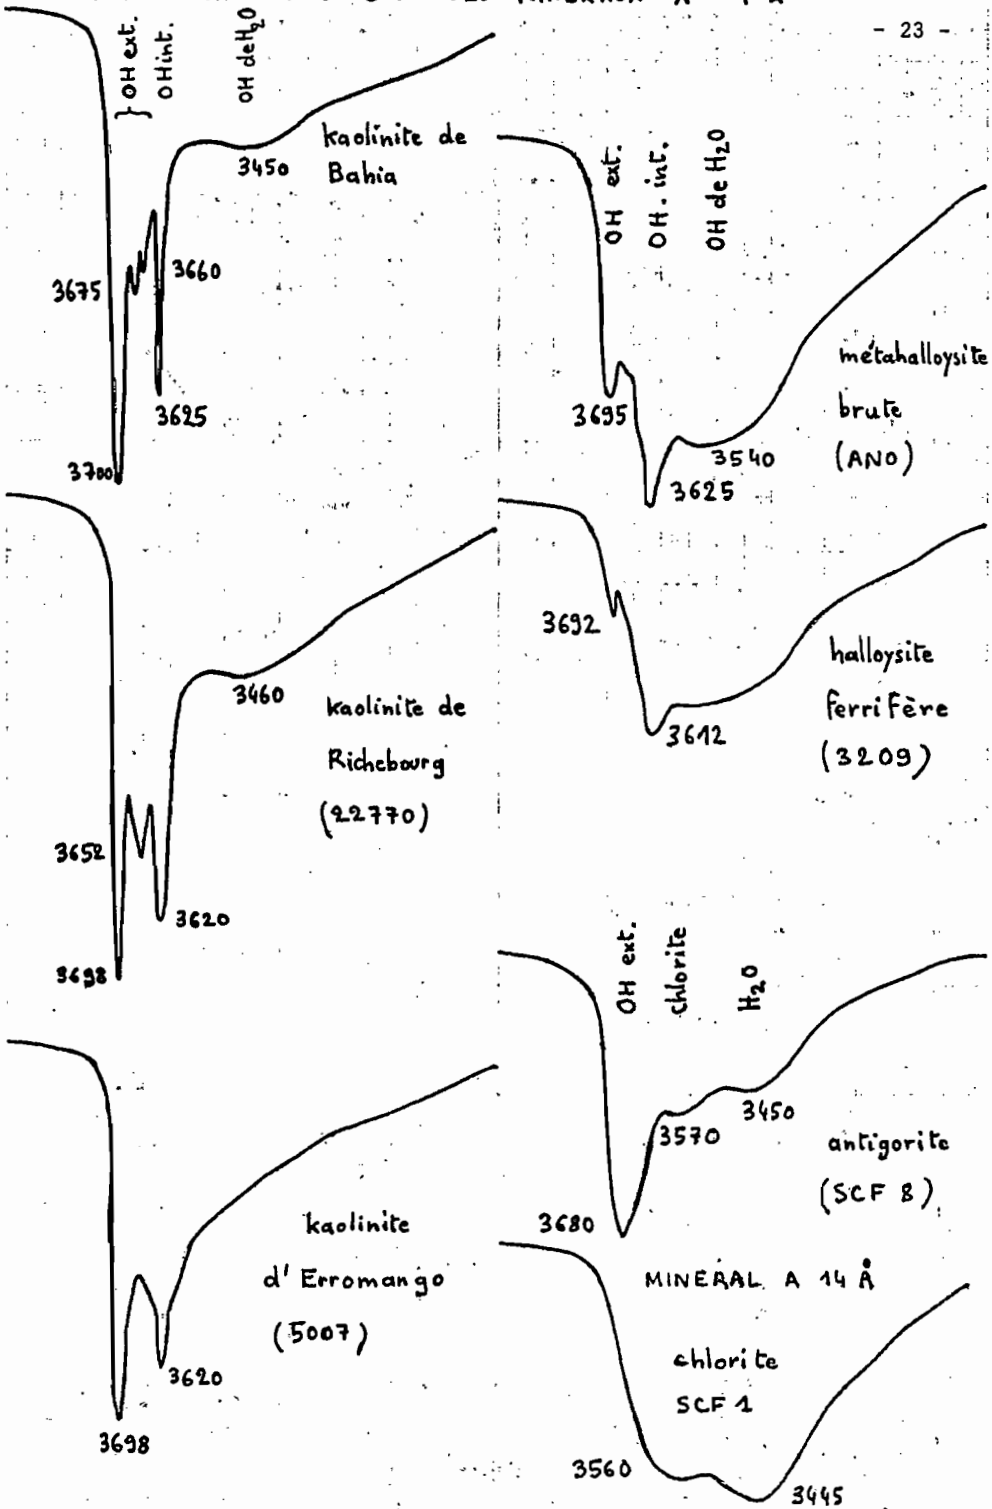 - 23 -
OH ext.
OH int.
OH de H2O
kaolinite de
Bahia
3450
3675
3660
3625
3700
kaolinite de
Richebourg
(22770)
3460
3652
3620
3698
kaolinite
d'Erromango
(5007)
3620
3698
OH ext.
OH. int.
OH de H2O
métahalloysite
brute
(ANO)
3695
3540
3625
halloysite
ferrifère
(3209)
3692
3612
OH ext.
chlorite
H2O
3570
3450
antigorite
(SCF 8)
3680
MINERAL A 14 Å
chlorite
SCF 1
3560
3445